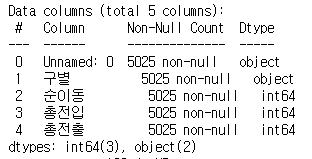 Data columns (total 5 columns):
# Column Non-Null Count Dtype
--- ------ -------------- -----
0 Unnamed: 0 5025 non-null object
1 구별 5025 non-null object
2 순이동 5025 non-null int64
3 총전입 5025 non-null int64
4 총전출 5025 non-null int64
dtypes: int64(3), object(2)